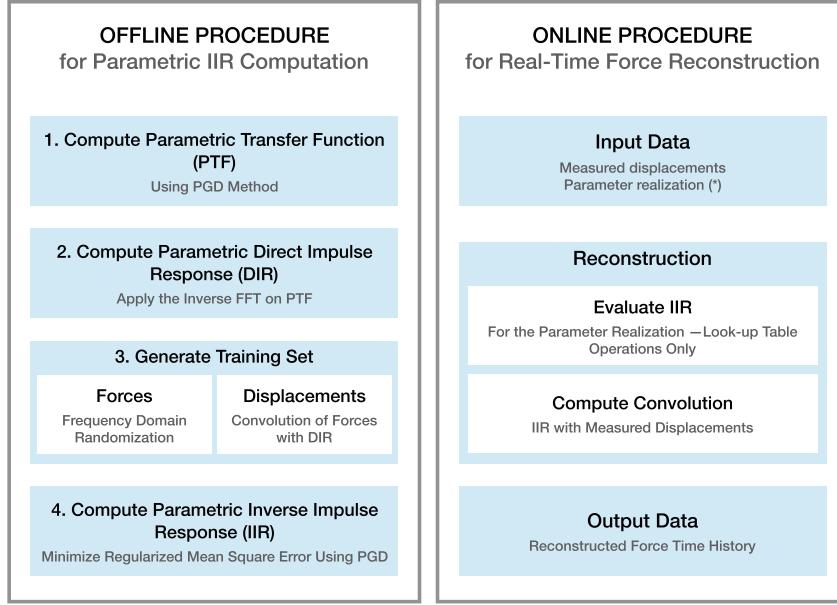 OFFLINE PROCEDURE
for Parametric IIR Computation
1. Compute Parametric Transfer Function
(PTF)
Using PGD Method
2. Compute Parametric Direct Impulse
Response (DIR)
Apply the Inverse FFT on PTF
3. Generate Training Set
Forces
Frequency Domain
Randomization
Displacements
Convolution of Forces
with DIR
4. Compute Parametric Inverse Impulse
Response (IIR)
Minimize Regularized Mean Square Error Using PGD
ONLINE PROCEDURE
for Real-Time Force Reconstruction
Input Data
Measured displacements
Parameter realization (*)
Reconstruction
Evaluate IIR
For the Parameter Realization —Look-up Table
Operations Only
Compute Convolution
IIR with Measured Displacements
Output Data
Reconstructed Force Time History